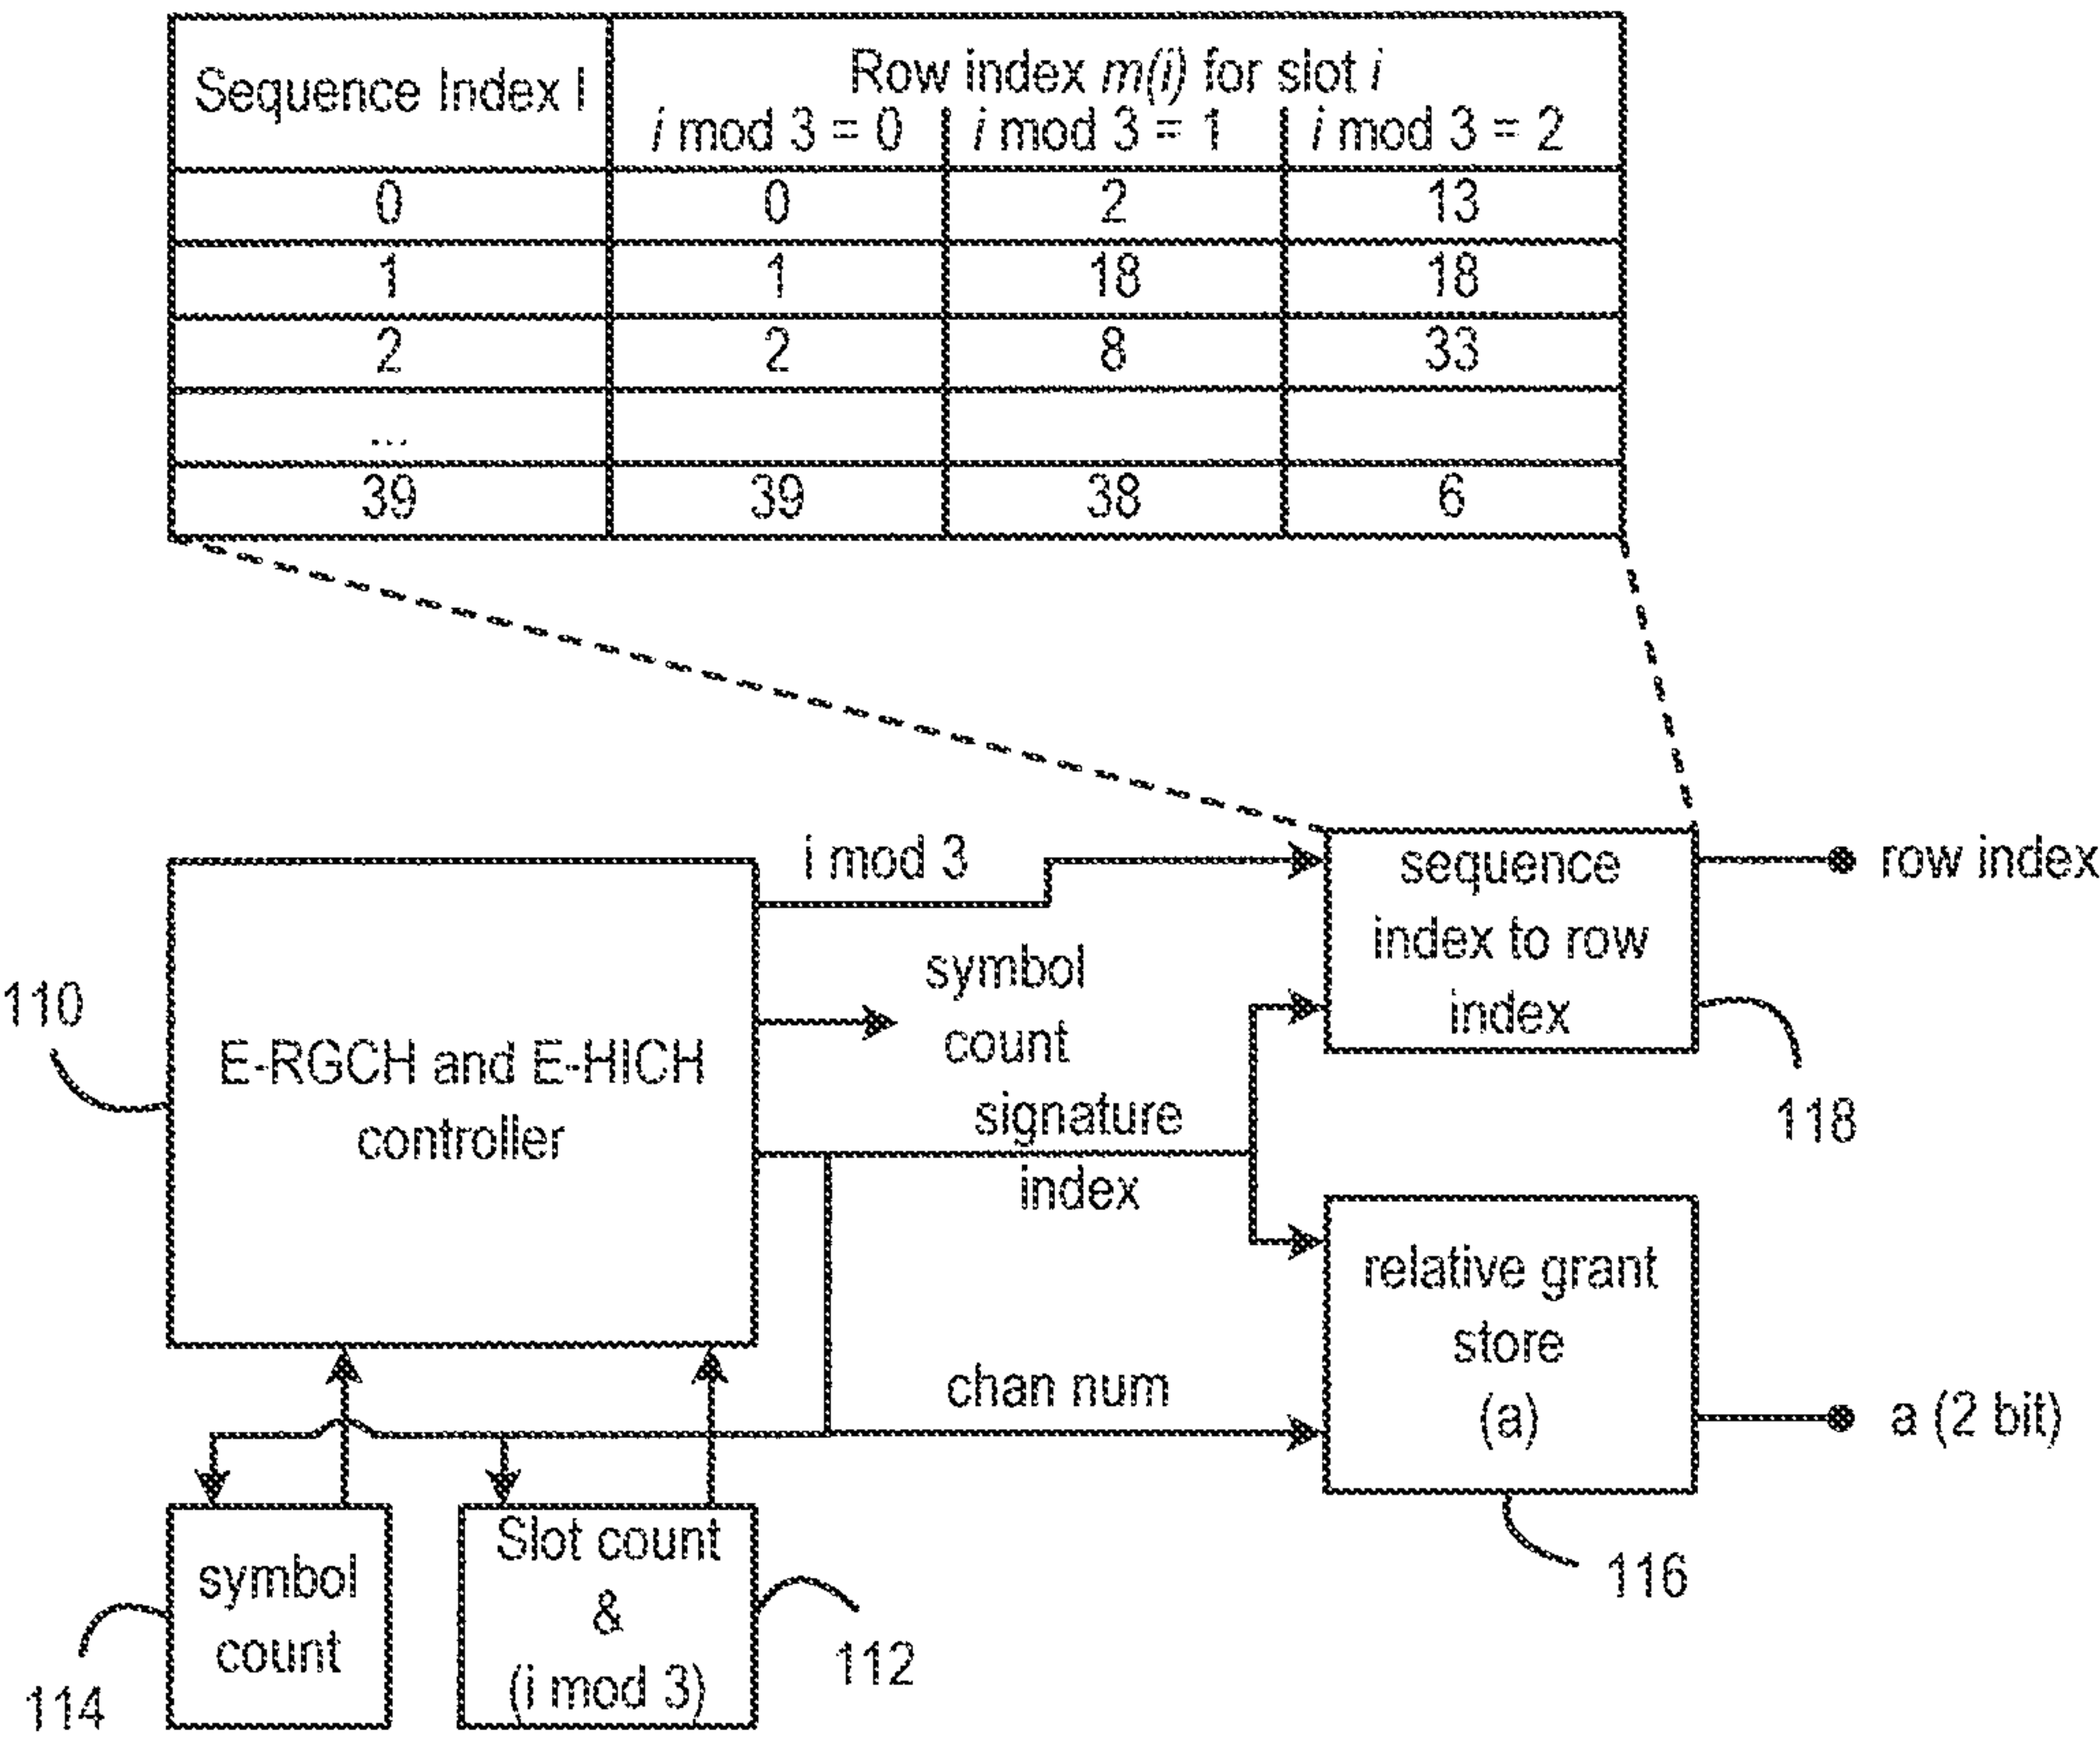 Sequence Index I
Row index m(i) for slot i
i mod 3 = 0
i mod 3 = 1
i mod 3 = 2
0 0 2 13
1 1 18 18
2 2 8 33
...
39 39 38 6
i mod 3
symbol
count
signature
index
chan num
110
E-RGCH and E-HICH
controller
sequence
index to row
index
row index
118
relative grant
store
(a)
a (2 bit)
116
symbol
count
114
Slot count
&
(i mod 3)
112